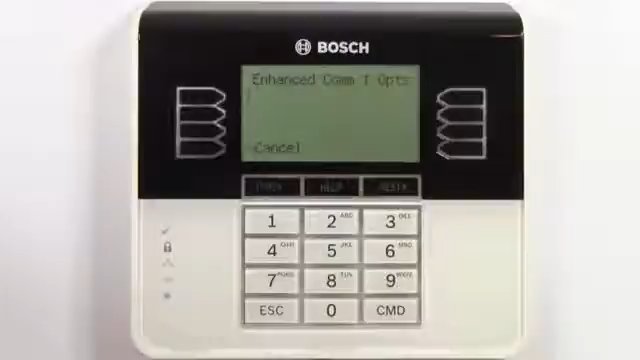 BOSCH
Enhanced Comm 1 Opts
Cancel
HELP
1
2 ABC
3 DEF
4 GHI
5 JKL
6 MNO
7 PQRS
8 TUV
9 WXYZ
ESC
0
CMD